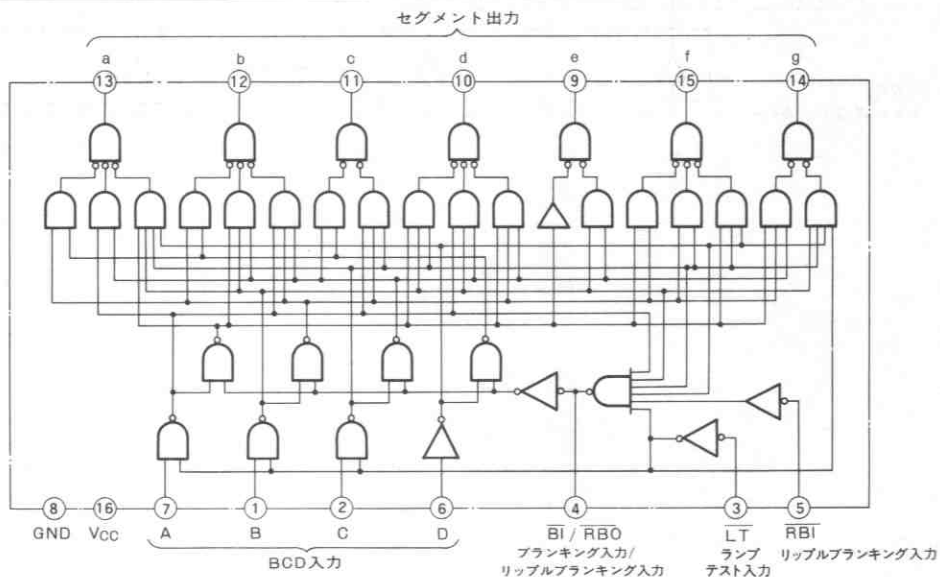 セグメント出力
a b c d e f g
13 12 11 10 9 15 14
8 16 7 1 2 6 4 3 5
GND VCC A B C D BI / RBO LT RBI
BCD入力
ブランキング入力/
リップルブランキング入力
ランプ
テスト入力
リップルブランキング入力